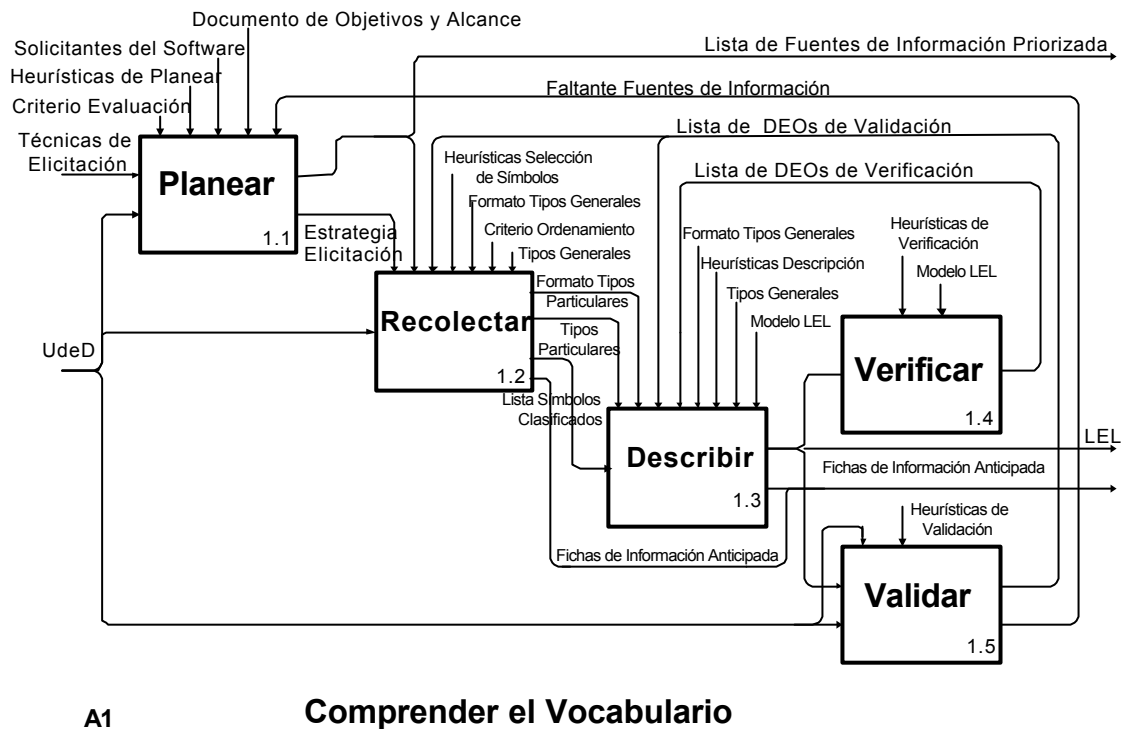 Documento de Objetivos y Alcance
Solicitantes del Software
Lista de Fuentes de Información Priorizada
Heurísticas de Planear
Faltante Fuentes de Información
Criterio Evaluación
Técnicas de
Elicitación
Lista de DEOs de Validación
Heurísticas Selección
de Símbolos
Lista de DEOs de Verificación
Planear
1.1
Formato Tipos Generales
Estrategia
Elicitación
Criterio Ordenamiento
Tipos Generales
Formato Tipos Generales
Heurísticas de
Verificación
Heurísticas Descripción
Modelo LEL
Formato Tipos
Particulares
Tipos Generales
Recolectar
1.2
Tipos
Particulares
Modelo LEL
UdeD
Verificar
1.4
Lista Símbolos
Clasificados
Describir
1.3
LEL
Fichas de Información Anticipada
Heurísticas de
Validación
Fichas de Información Anticipada
Validar
1.5
A1
Comprender el Vocabulario